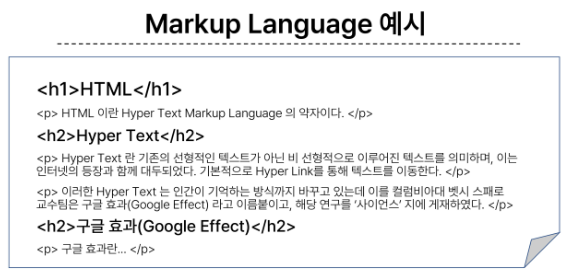 Markup Language 예시
<h1>HTML</h1>
<p> HTML 이란 Hyper Text Markup Language 의 약자이다. </p>
<h2>Hyper Text</h2>
<p> Hyper Text 란 기존의 선형적인 텍스트가 아닌 비 선형적으로 이루어진 텍스트를 의미하며, 이는
인터넷의 등장과 함께 대두되었다. 기본적으로 Hyper Link를 통해 텍스트를 이동한다. </p>
<p> 이러한 Hyper Text 는 인간이 기억하는 방식까지 바꾸고 있는데 이를 컬럼비아대 벳시 스패로
교수팀은 구글 효과(Google Effect) 라고 이름붙이고, 해당 연구를 ‘사이언스’ 지에 게재하였다. </p>
<h2>구글 효과(Google Effect)</h2>
<p> 구글 효과란... </p>